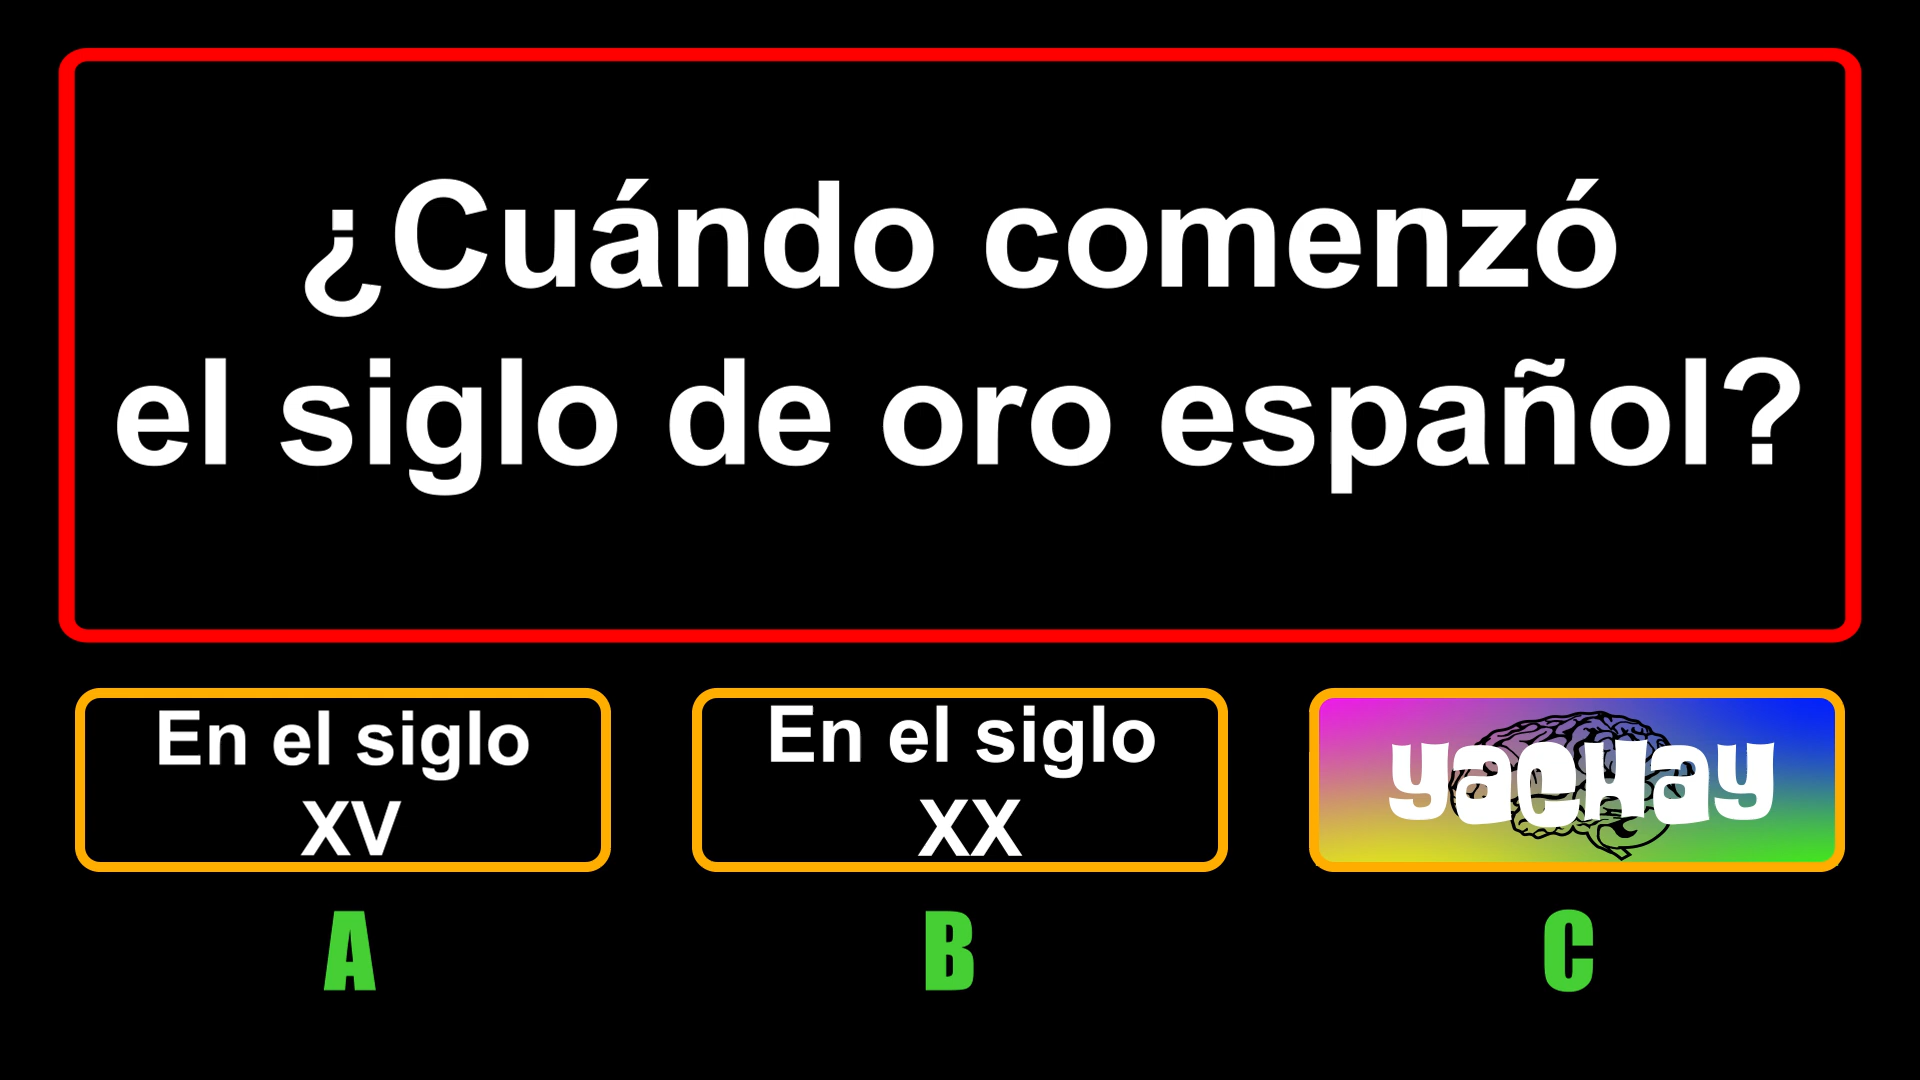 ¿Cuándo comenzó
el siglo de oro español?
En el siglo
XV
En el siglo
XX
yacHay
A
B
C